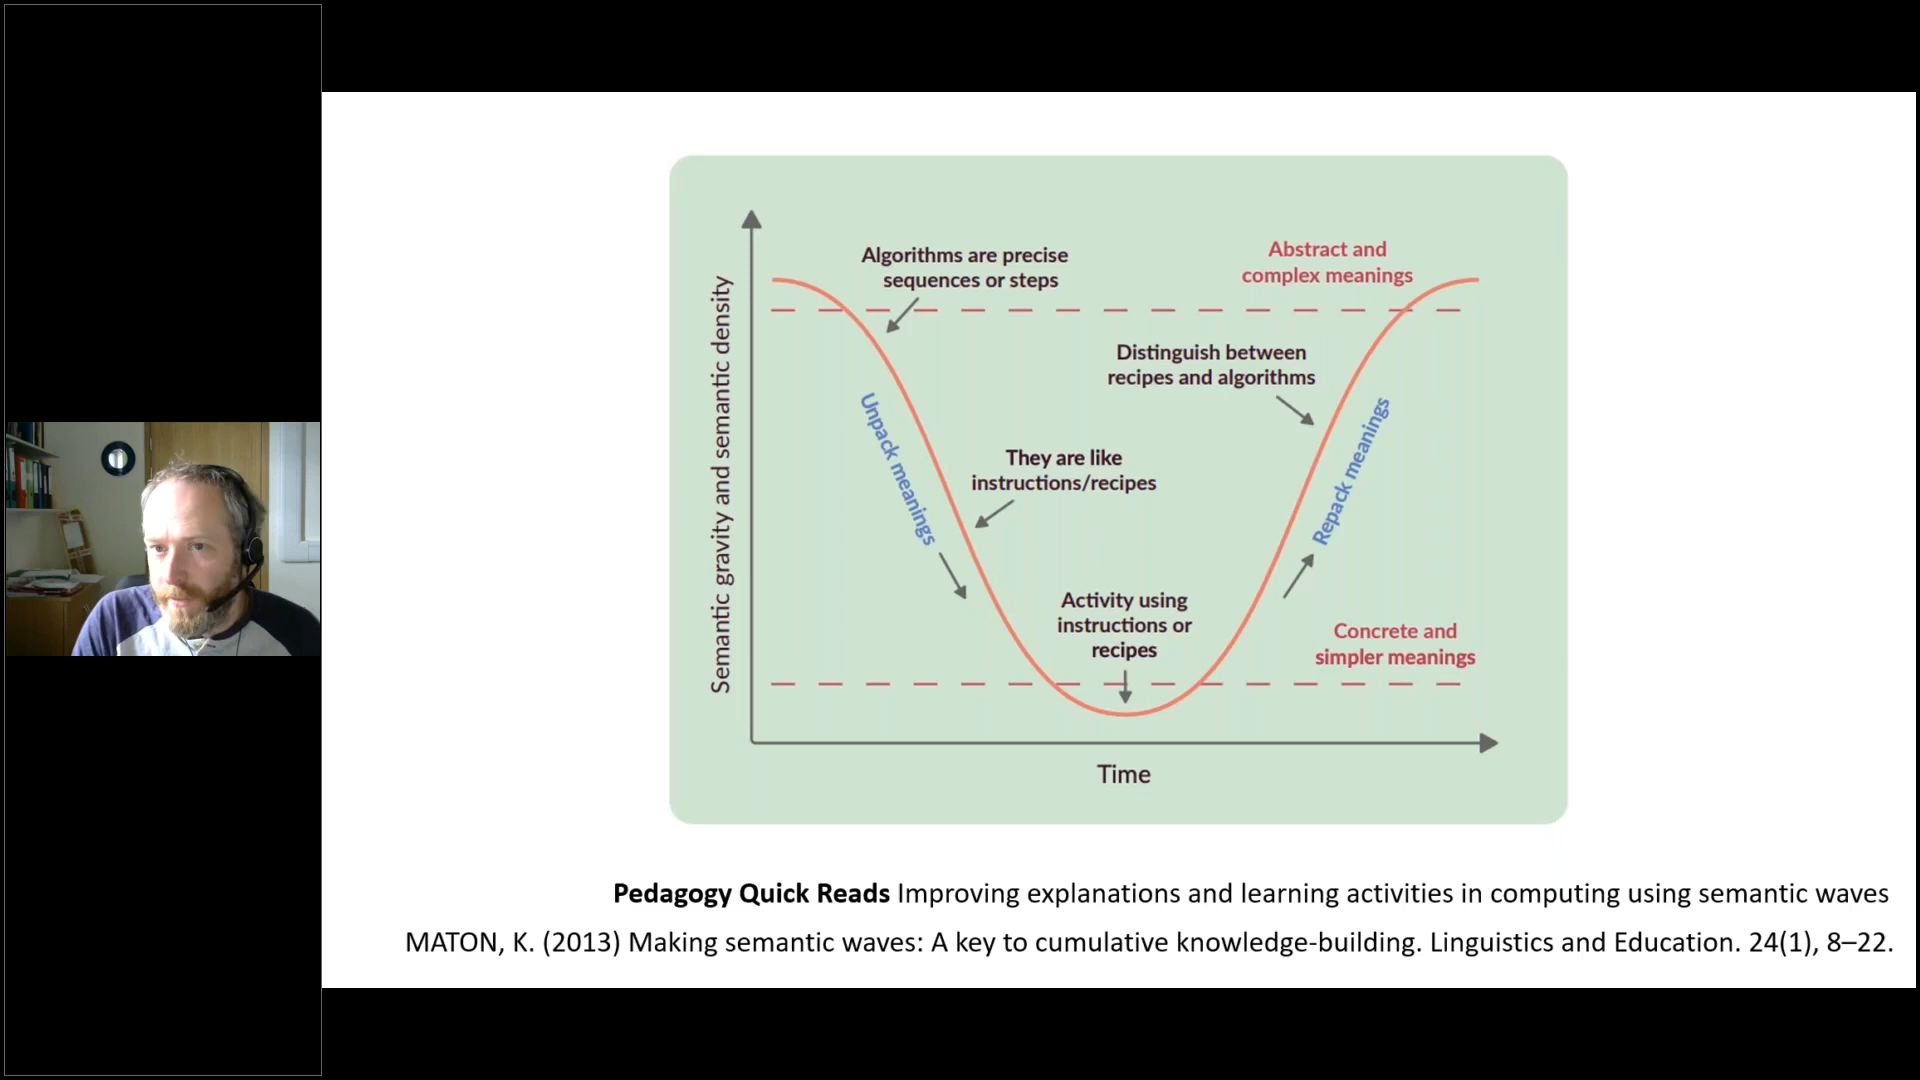 Algorithms are precise
sequences or steps
Abstract and
complex meanings
Distinguish between
recipes and algorithms
Unpack meanings
They are like
instructions/recipes
Repack meanings
Activity using
instructions or
recipes
Concrete and
simpler meanings
Semantic gravity and semantic density
Time
Pedagogy Quick Reads Improving explanations and learning activities in computing using semantic waves
MATON, K. (2013) Making semantic waves: A key to cumulative knowledge-building. Linguistics and Education. 24(1), 8–22.